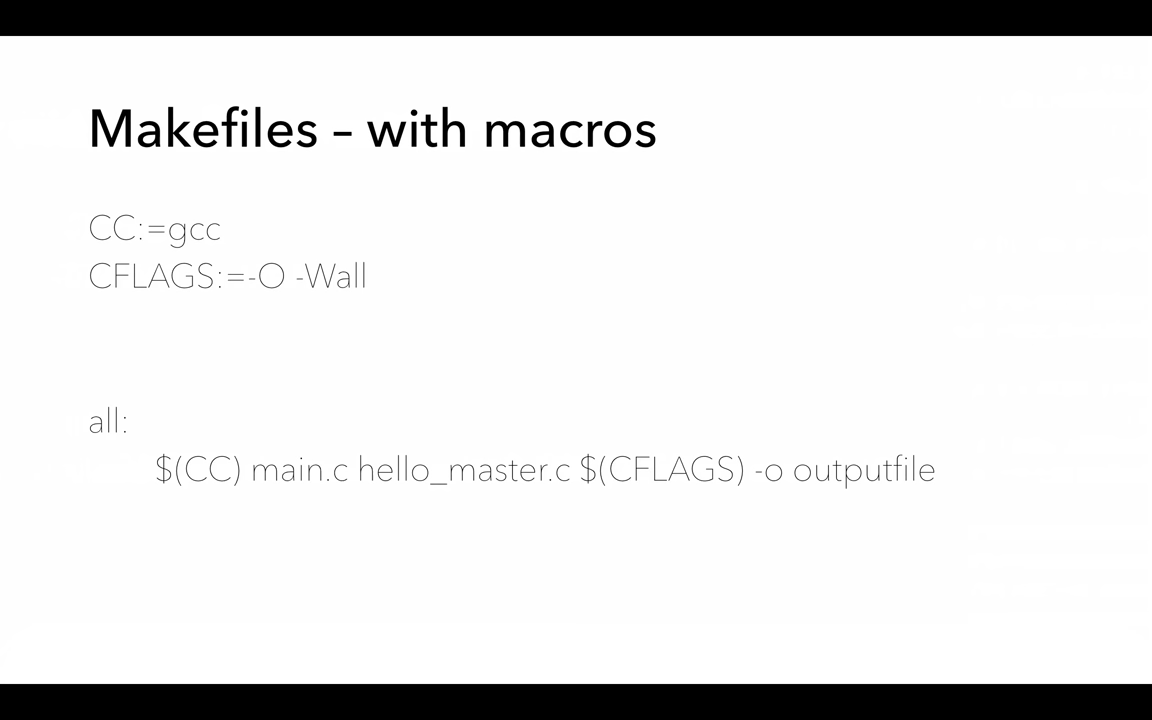 Makefiles – with macros
CC:=gcc
CFLAGS:=-O -Wall
all:
$(CC) main.c hello_master.c $(CFLAGS) -o outputfile